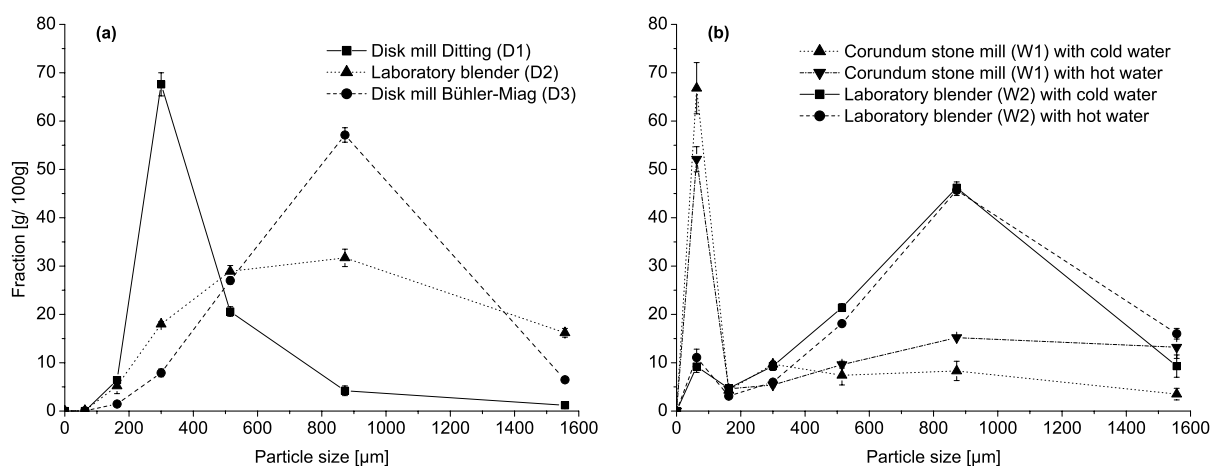 (a)
Disk mill Ditting (D1)
Laboratory blender (D2)
Disk mill Bühler-Miag (D3)
80
70
60
50
40
30
20
10
0
Fraction [g/ 100g]
0 200 400 600 800 1000 1200 1400 1600
Particle size [µm]
(b)
Corundum stone mill (W1) with cold water
Corundum stone mill (W1) with hot water
Laboratory blender (W2) with cold water
Laboratory blender (W2) with hot water
80
70
60
50
40
30
20
10
0
0 200 400 600 800 1000 1200 1400 1600
Particle size [µm]